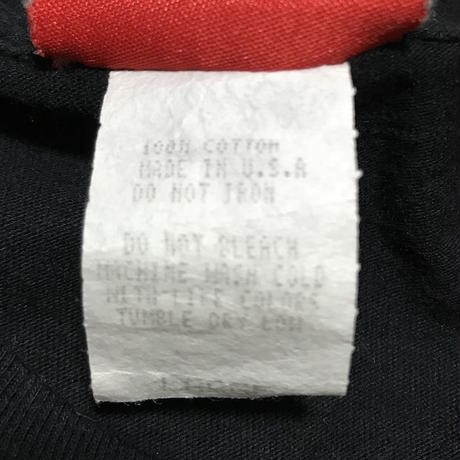 100% COTTON
MADE IN U.S.A
DO NOT IRON
DO NOT BLEACH
MACHINE WASH COLD
WITH LIKE COLORS
TUMBLE DRY LOW